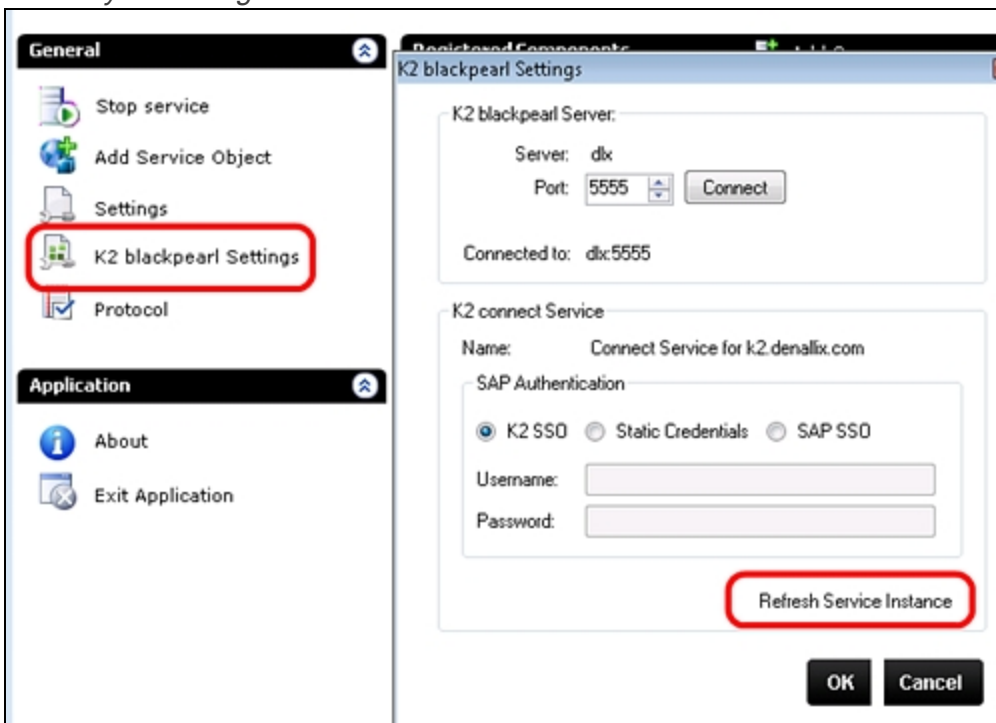 General
Stop service
Add Service Object
Settings
K2 blackpearl Settings
Protocol
Application
About
Exit Application
Registered Components
K2 blackpearl Settings
K2 blackpearl Server:
Server: dlx
Port: 5555 Connect
Connected to: dlx:5555
K2 connect Service
Name: Connect Service for k2.denallix.com
SAP Authentication
K2 SSO Static Credentials SAP SSO
Username:
Password:
Refresh Service Instance
OK Cancel